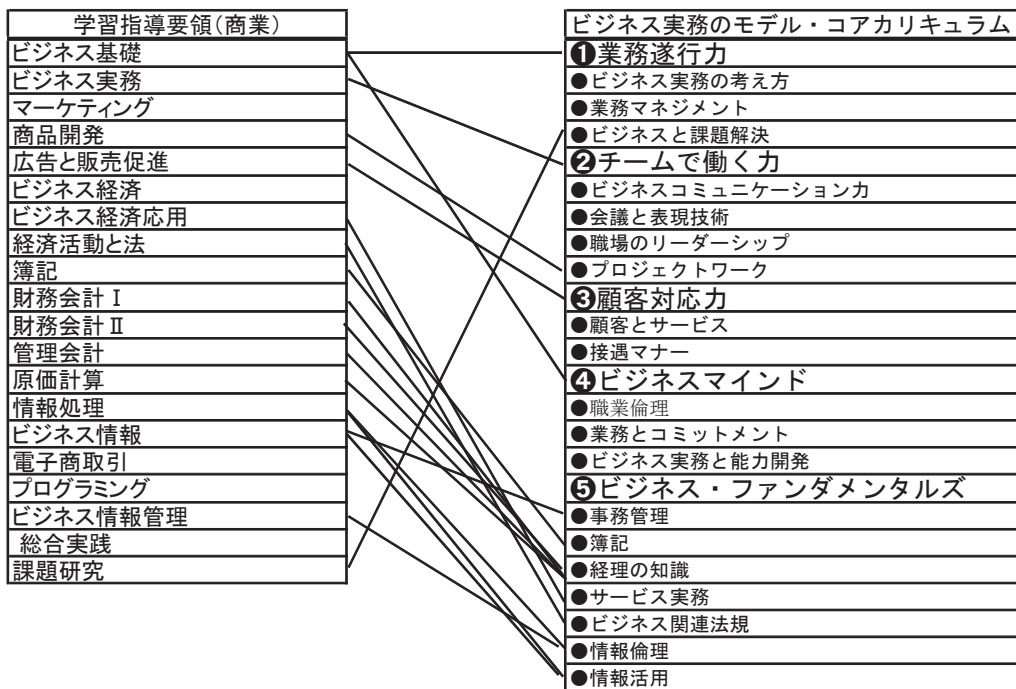 学習指導要領（商業）
ビジネス基礎
ビジネス実務
マーケティング
商品開発
広告と販売促進
ビジネス経済
ビジネス経済応用
経済活動と法
簿記
財務会計Ⅰ
財務会計Ⅱ
管理会計
原価計算
情報処理
ビジネス情報
電子商取引
プログラミング
ビジネス情報管理
総合実践
課題研究
ビジネス実務のモデル・コアカリキュラム
❶業務遂行力
●ビジネス実務の考え方
●業務マネジメント
●ビジネスと課題解決
❷チームで働く力
●ビジネスコミュニケーション力
●会議と表現技術
●職場のリーダーシップ
●プロジェクトワーク
❸顧客対応力
●顧客とサービス
●接遇マナー
❹ビジネスマインド
●職業倫理
●業務とコミットメント
●ビジネス実務と能力開発
❺ビジネス・ファンダメンタルズ
●事務管理
●簿記
●経理の知識
●サービス実務
●ビジネス関連法規
●情報倫理
●情報活用